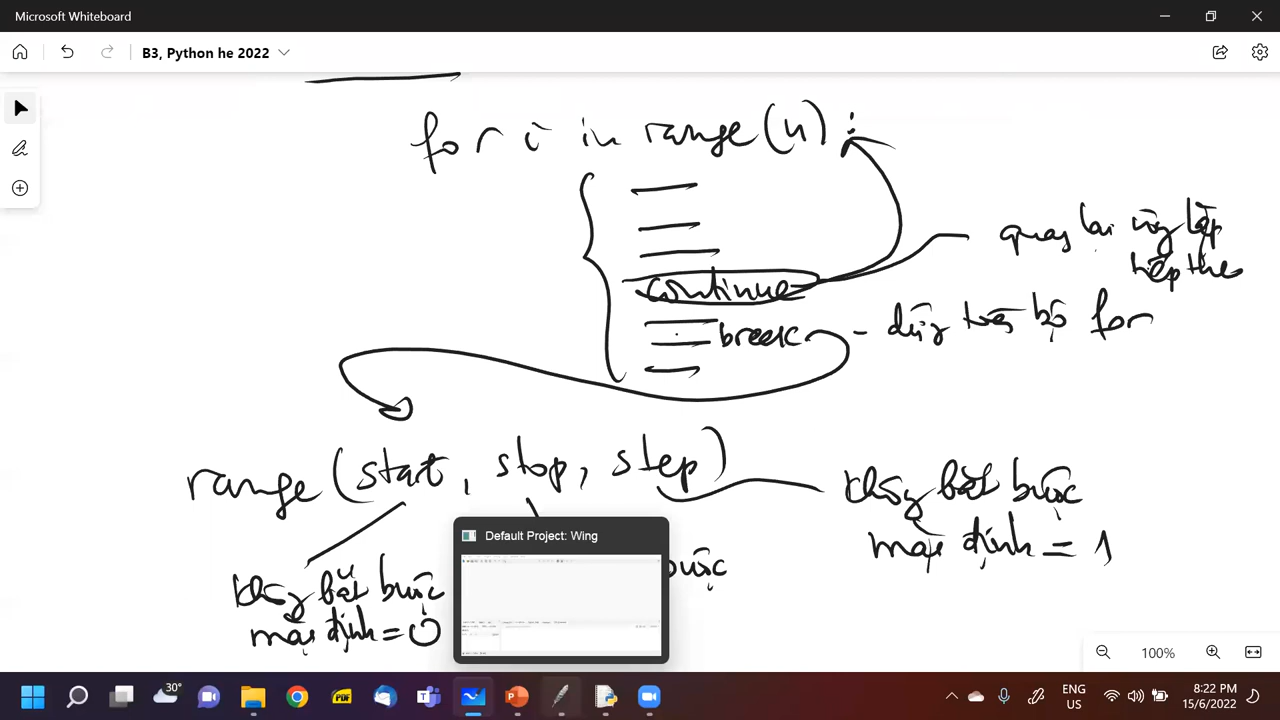 Microsoft Whiteboard
B3, Python he 2022
for i in range(n):
quay lại vòng lặp
tiếp theo
continue
break - dừng toàn bộ for
range(start, stop, step)
không bắt buộc
mặc định = 1
Default Project: Wing
buộc
không bắt buộc
mặc định = 0
100%
30°
PDF
ENG
US
8:22 PM
15/6/2022